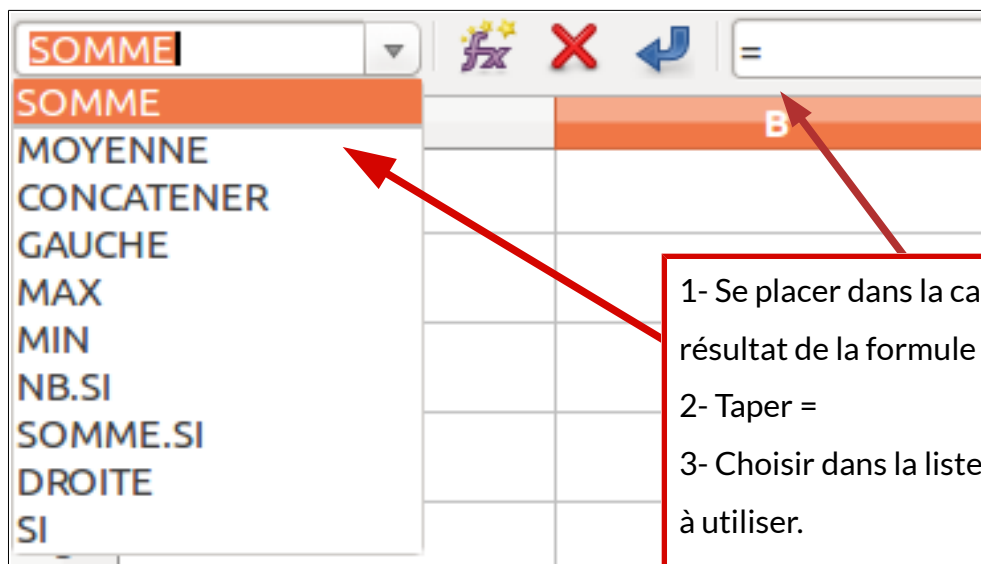 SOMME
fx
=
SOMME
B
MOYENNE
CONCATENER
GAUCHE
MAX
MIN
NB.SI
SOMME.SI
DROITE
SI
1- Se placer dans la ca
résultat de la formule
2- Taper =
3- Choisir dans la liste
à utiliser.